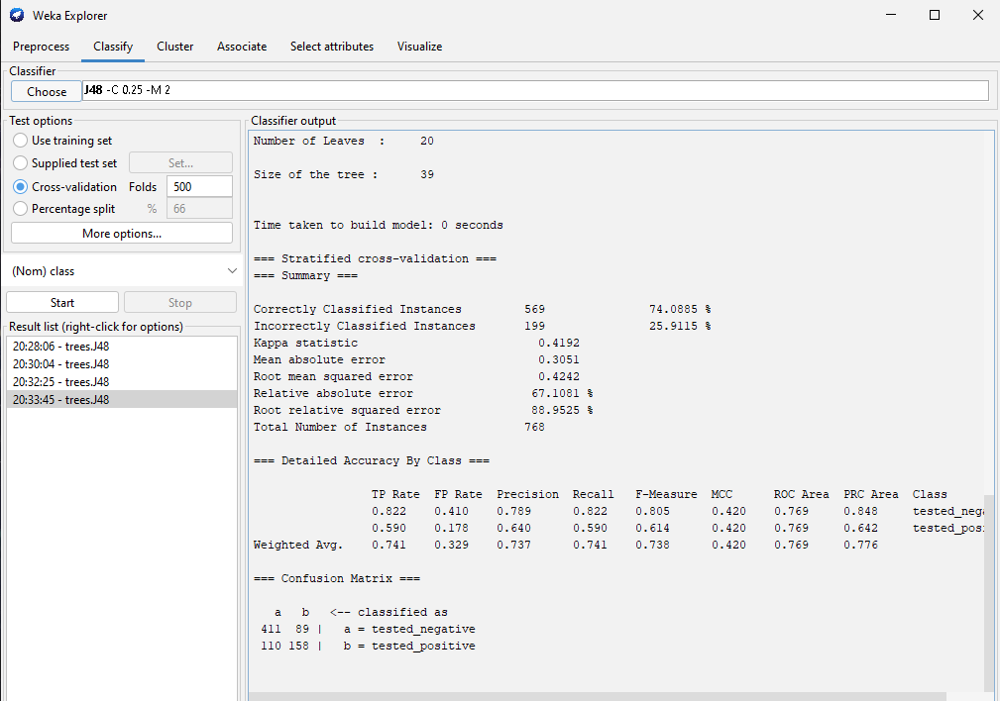 Weka Explorer
Preprocess Classify Cluster Associate Select attributes Visualize
Classifier
Choose J48 -C 0.25 -M 2
Test options
Use training set
Supplied test set Set...
Cross-validation Folds 500
Percentage split % 66
More options...
(Nom) class
Start Stop
Result list (right-click for options)
20:28:06 - trees.J48
20:30:04 - trees.J48
20:32:25 - trees.J48
20:33:45 - trees.J48
Classifier output
Number of Leaves : 20
Size of the tree : 39
Time taken to build model: 0 seconds
=== Stratified cross-validation ===
=== Summary ===
Correctly Classified Instances 569 74.0885 %
Incorrectly Classified Instances 199 25.9115 %
Kappa statistic 0.4192
Mean absolute error 0.3051
Root mean squared error 0.4242
Relative absolute error 67.1081 %
Root relative squared error 88.9525 %
Total Number of Instances 768
=== Detailed Accuracy By Class ===
TP Rate FP Rate Precision Recall F-Measure MCC ROC Area PRC Area Class
0.822 0.410 0.789 0.822 0.805 0.420 0.769 0.848 tested_neg
0.590 0.178 0.640 0.590 0.614 0.420 0.769 0.642 tested_pos
Weighted Avg. 0.741 0.329 0.737 0.741 0.738 0.420 0.769 0.776
=== Confusion Matrix ===
a b <-- classified as
411 89 | a = tested_negative
110 158 | b = tested_positive